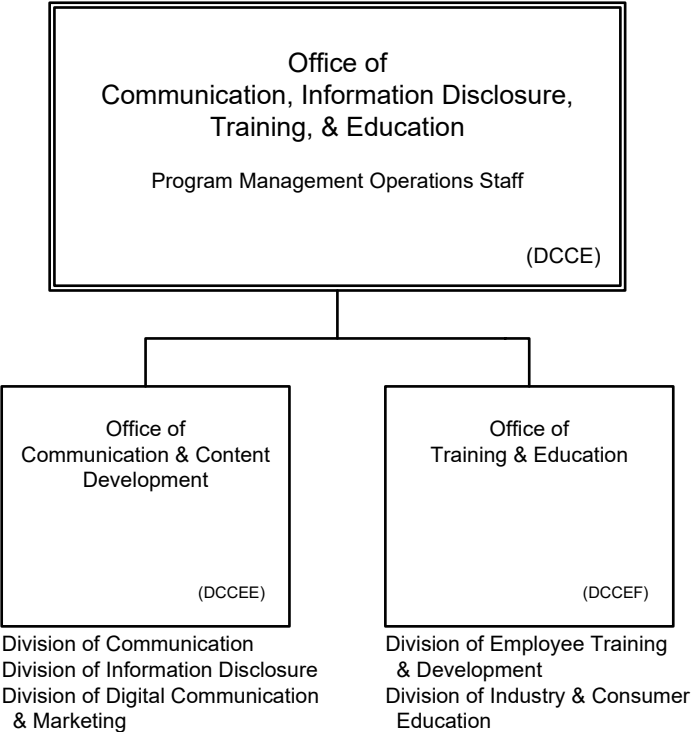 Office of
Communication, Information Disclosure,
Training, & Education
Program Management Operations Staff
(DCCE)
Office of
Communication & Content
Development
(DCCEE)
Division of Communication
Division of Information Disclosure
Division of Digital Communication
& Marketing
Office of
Training & Education
(DCCEF)
Division of Employee Training
& Development
Division of Industry & Consumer
Education